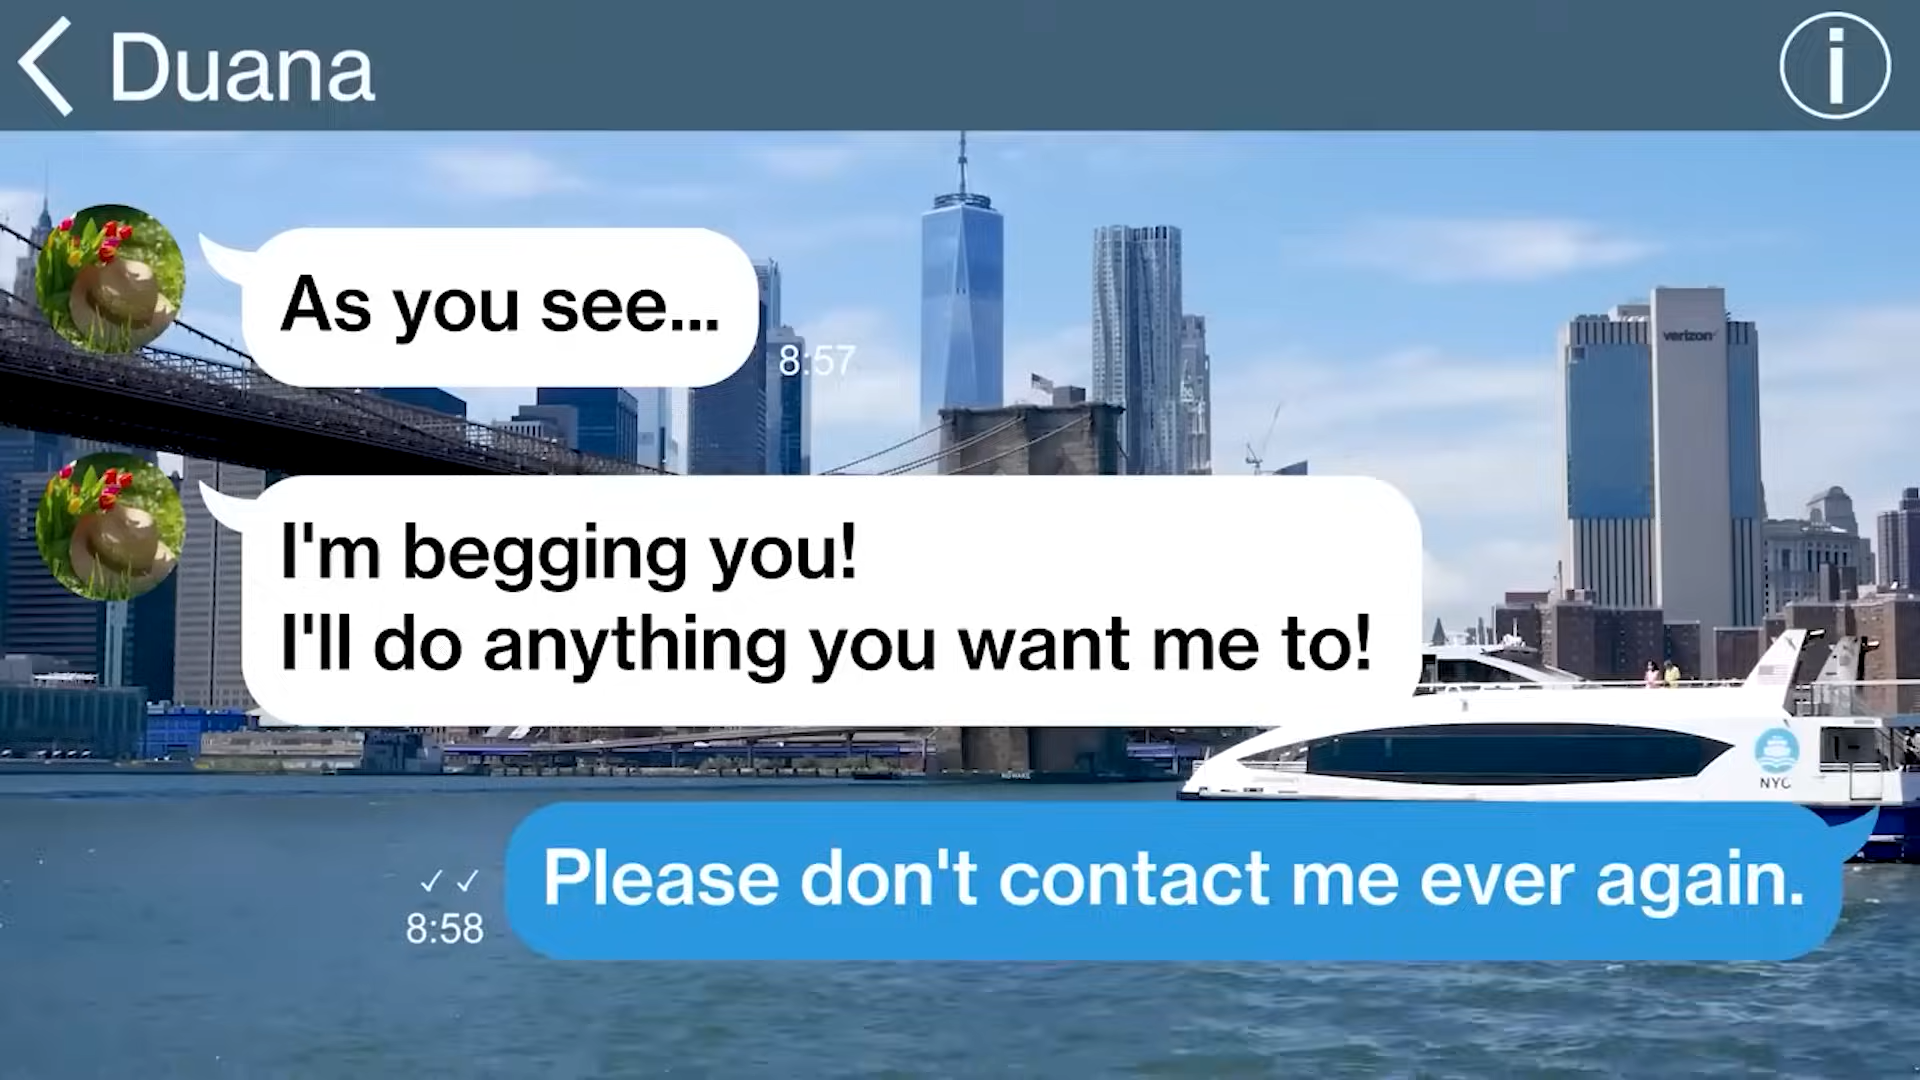 Duana
i
As you see...
8:57
verizon
I'm begging you!
I'll do anything you want me to!
NYC
Please don't contact me ever again.
✓✓
8:58